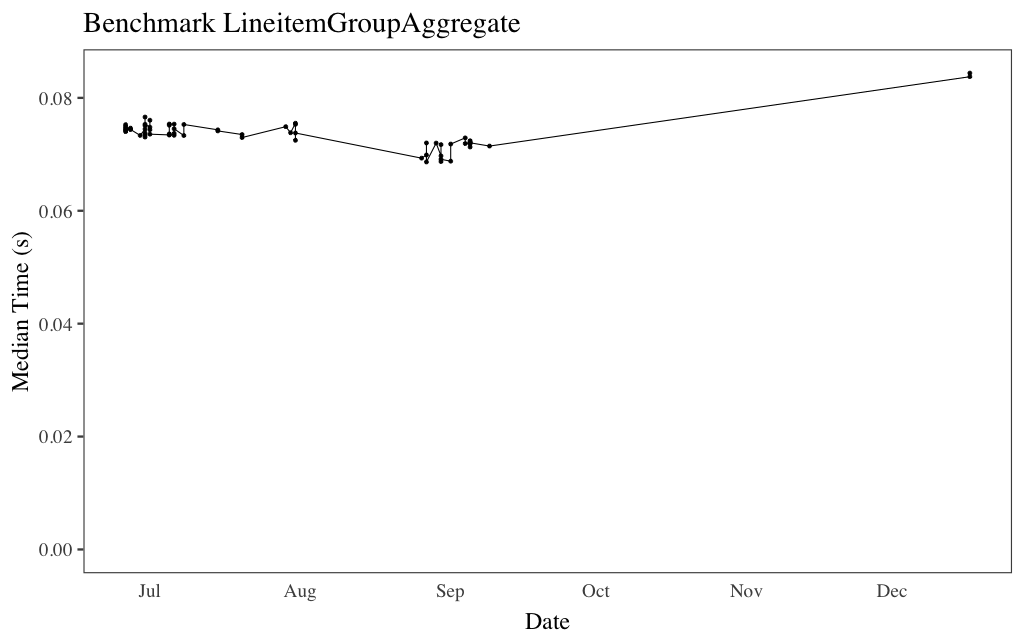 Benchmark LineitemGroupAggregate
Median Time (s)
0.08
0.06
0.04
0.02
0.00
Jul Aug Sep Oct Nov Dec
Date